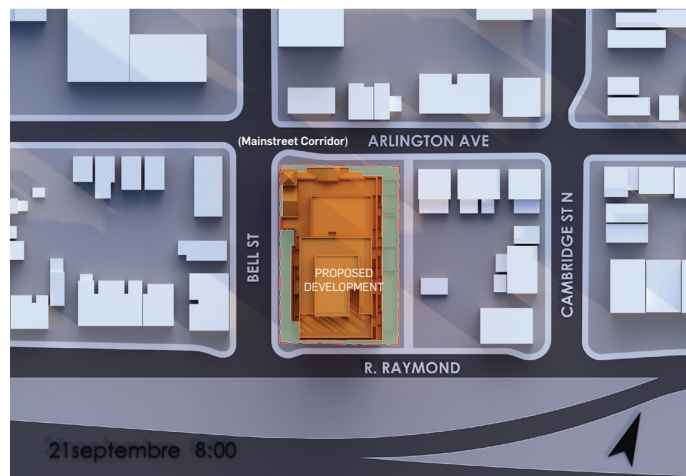 (Mainstreet Corridor) ARLINGTON AVE
BELL ST
PROPOSED
DEVELOPMENT
CAMBRIDGE ST N
R. RAYMOND
21septembre 8:00